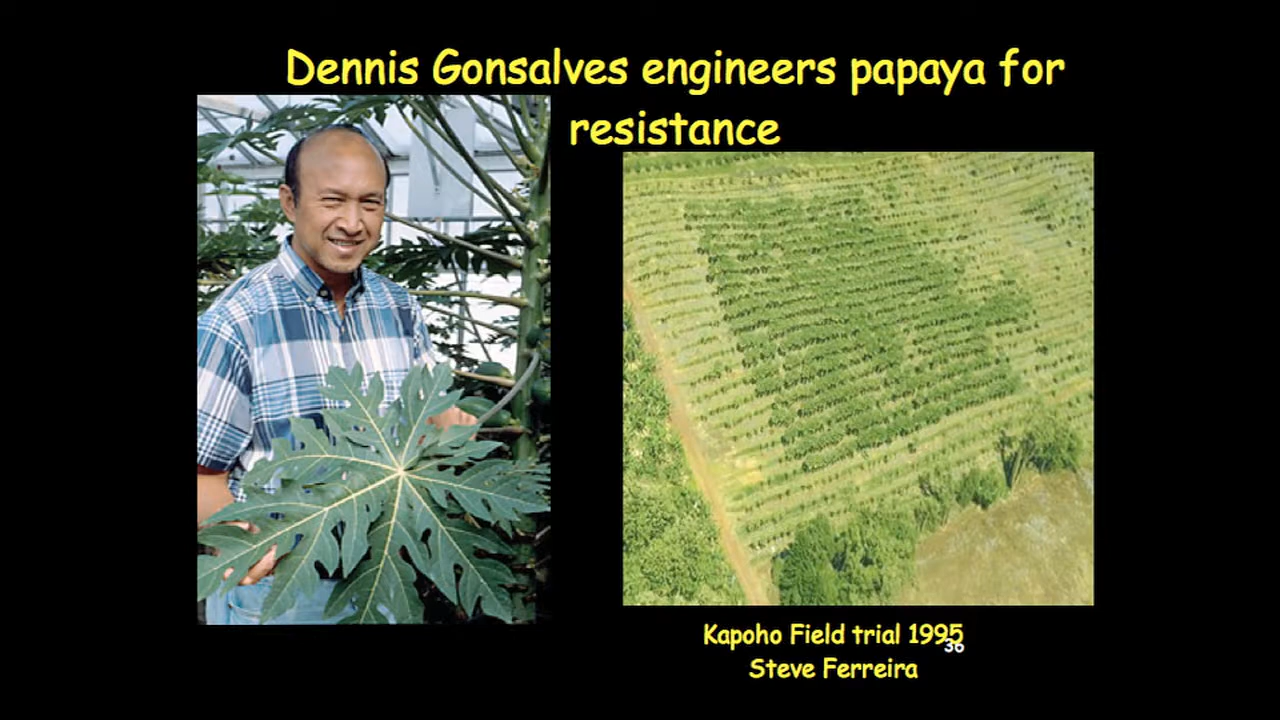 Dennis Gonsalves engineers papaya for
resistance
Kapoho Field trial 1995
36
Steve Ferreira